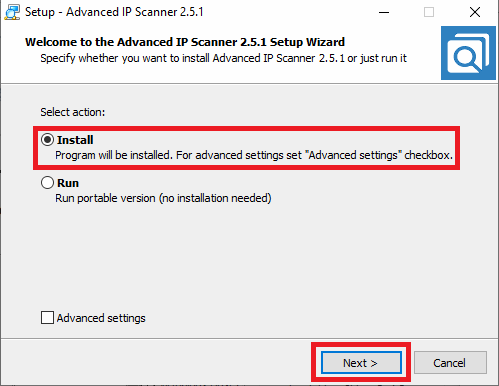 Setup - Advanced IP Scanner 2.5.1
Welcome to the Advanced IP Scanner 2.5.1 Setup Wizard
Specify whether you want to install Advanced IP Scanner 2.5.1 or just run it
Select action:
Install
Program will be installed. For advanced settings set "Advanced settings" checkbox.
Run
Run portable version (no installation needed)
Advanced settings
Next >
Cancel